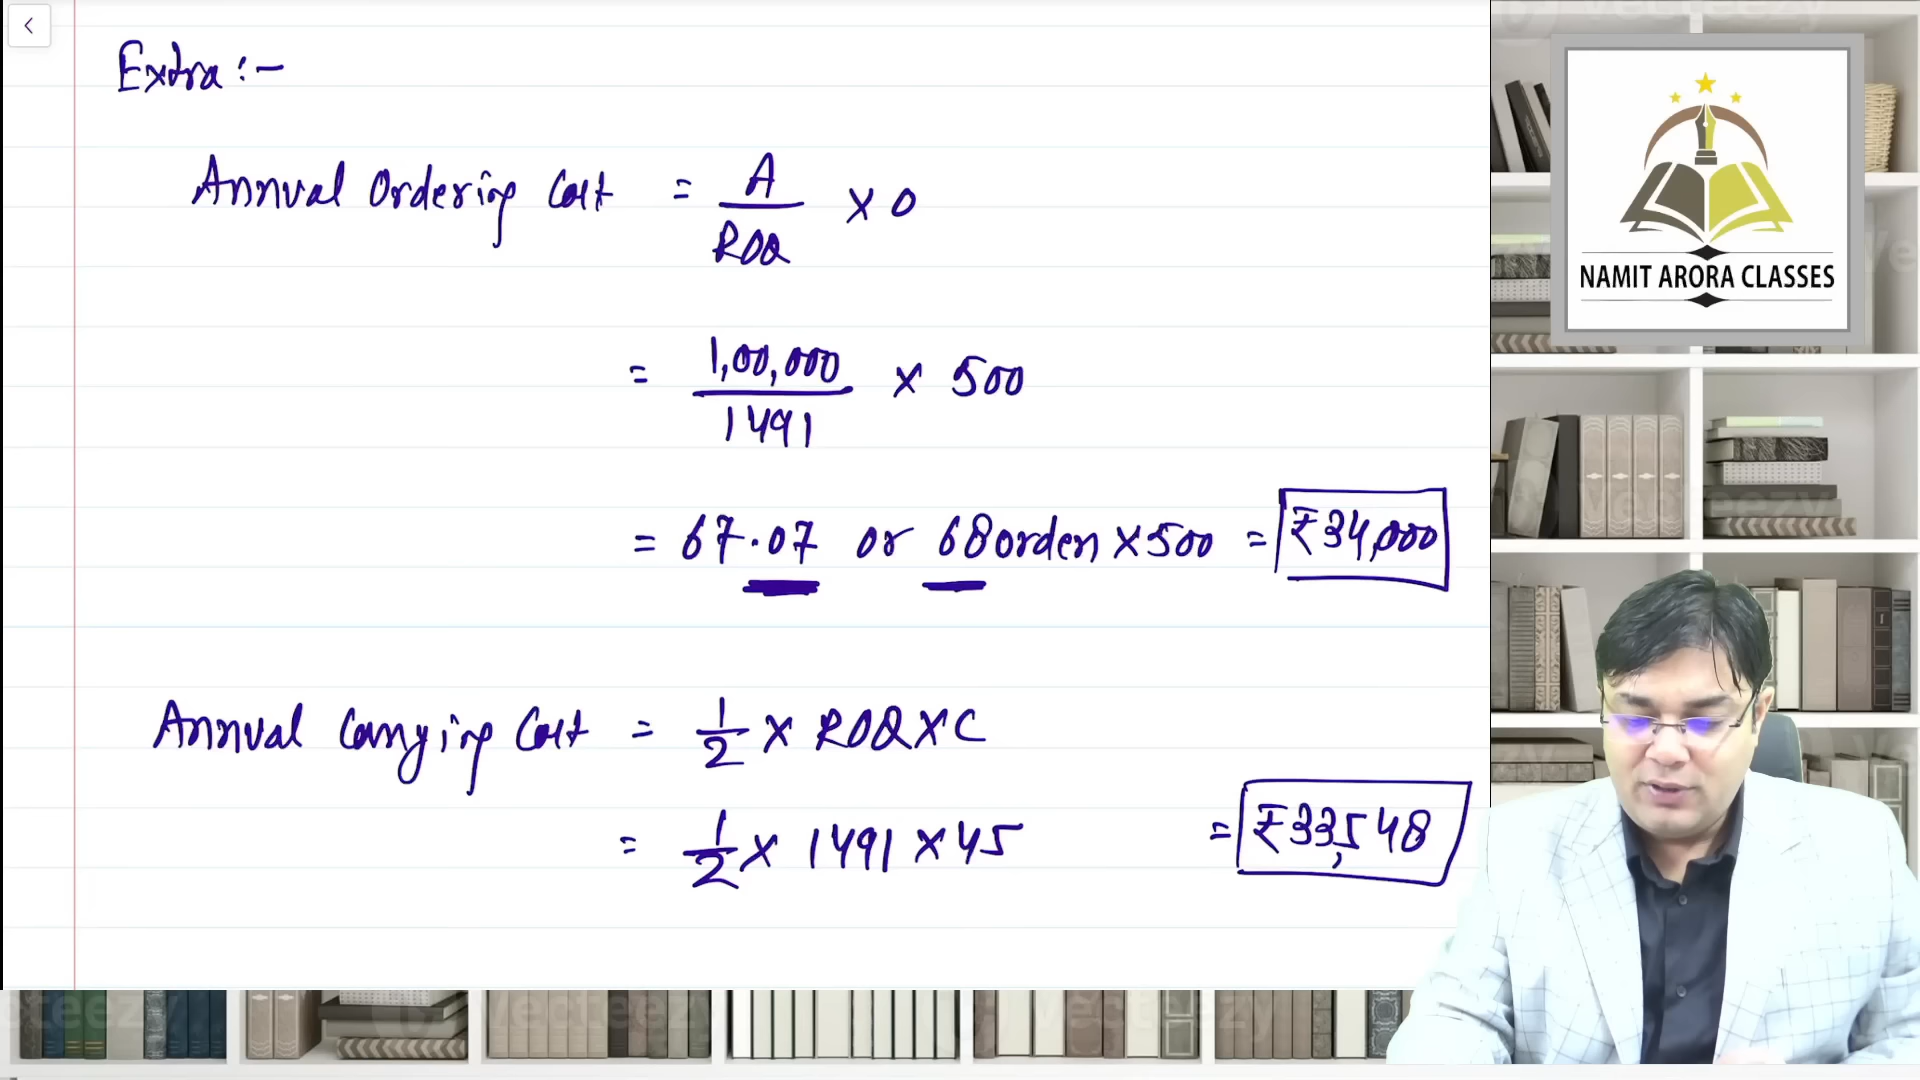 Extra :-
Annual Ordering Cost = A / ROQ × O
= 1,00,000 / 1491 × 500
= 67.07 or 68 orders × 500 = ₹34,000
Annual Carrying Cost = 1/2 × ROQ × C
= 1/2 × 1491 × 45 = ₹33,548
NAMIT ARORA CLASSES